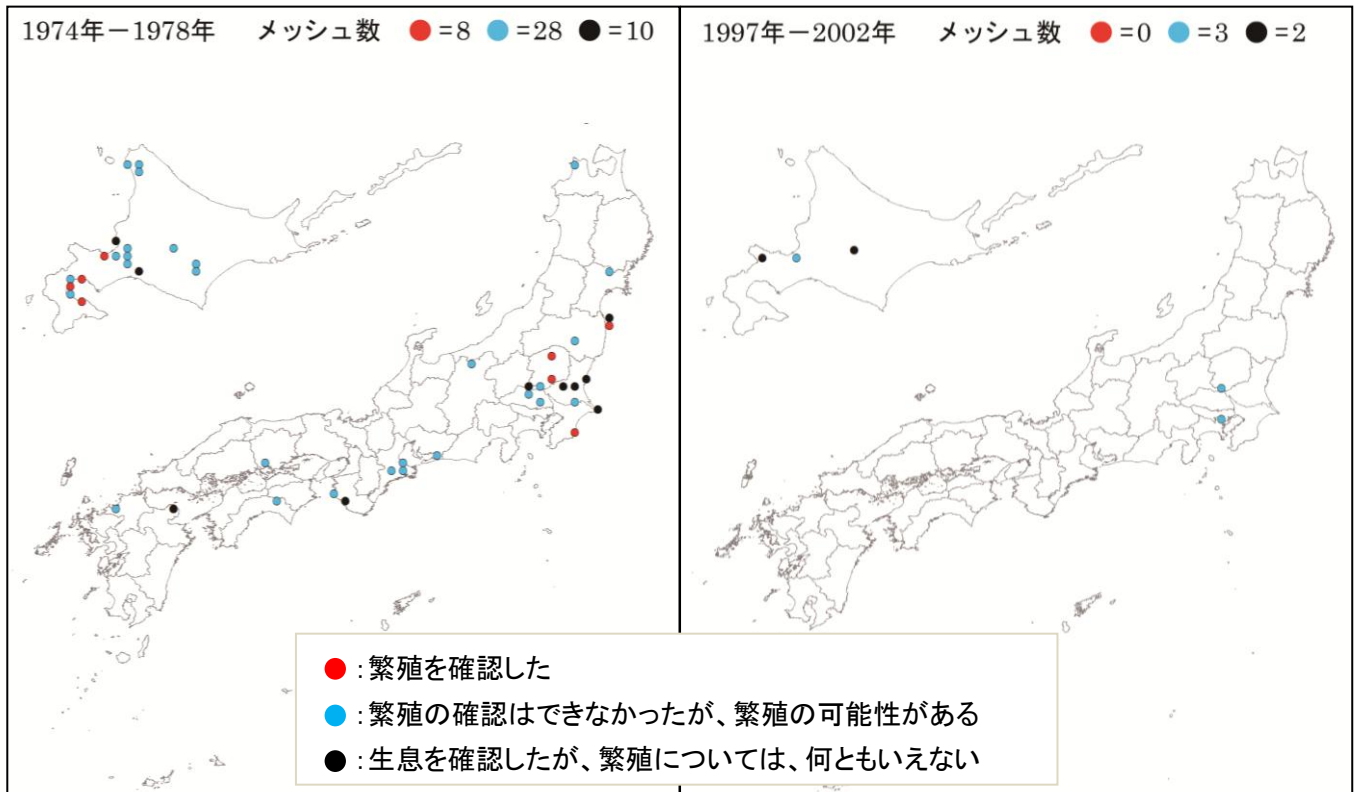 1974年－1978年 メッシュ数 ●=8 ●=28 ●=10
1997年－2002年 メッシュ数 ●=0 ●=3 ●=2
●：繁殖を確認した
●：繁殖の確認はできなかったが、繁殖の可能性がある
●：生息を確認したが、繁殖については、何ともいえない